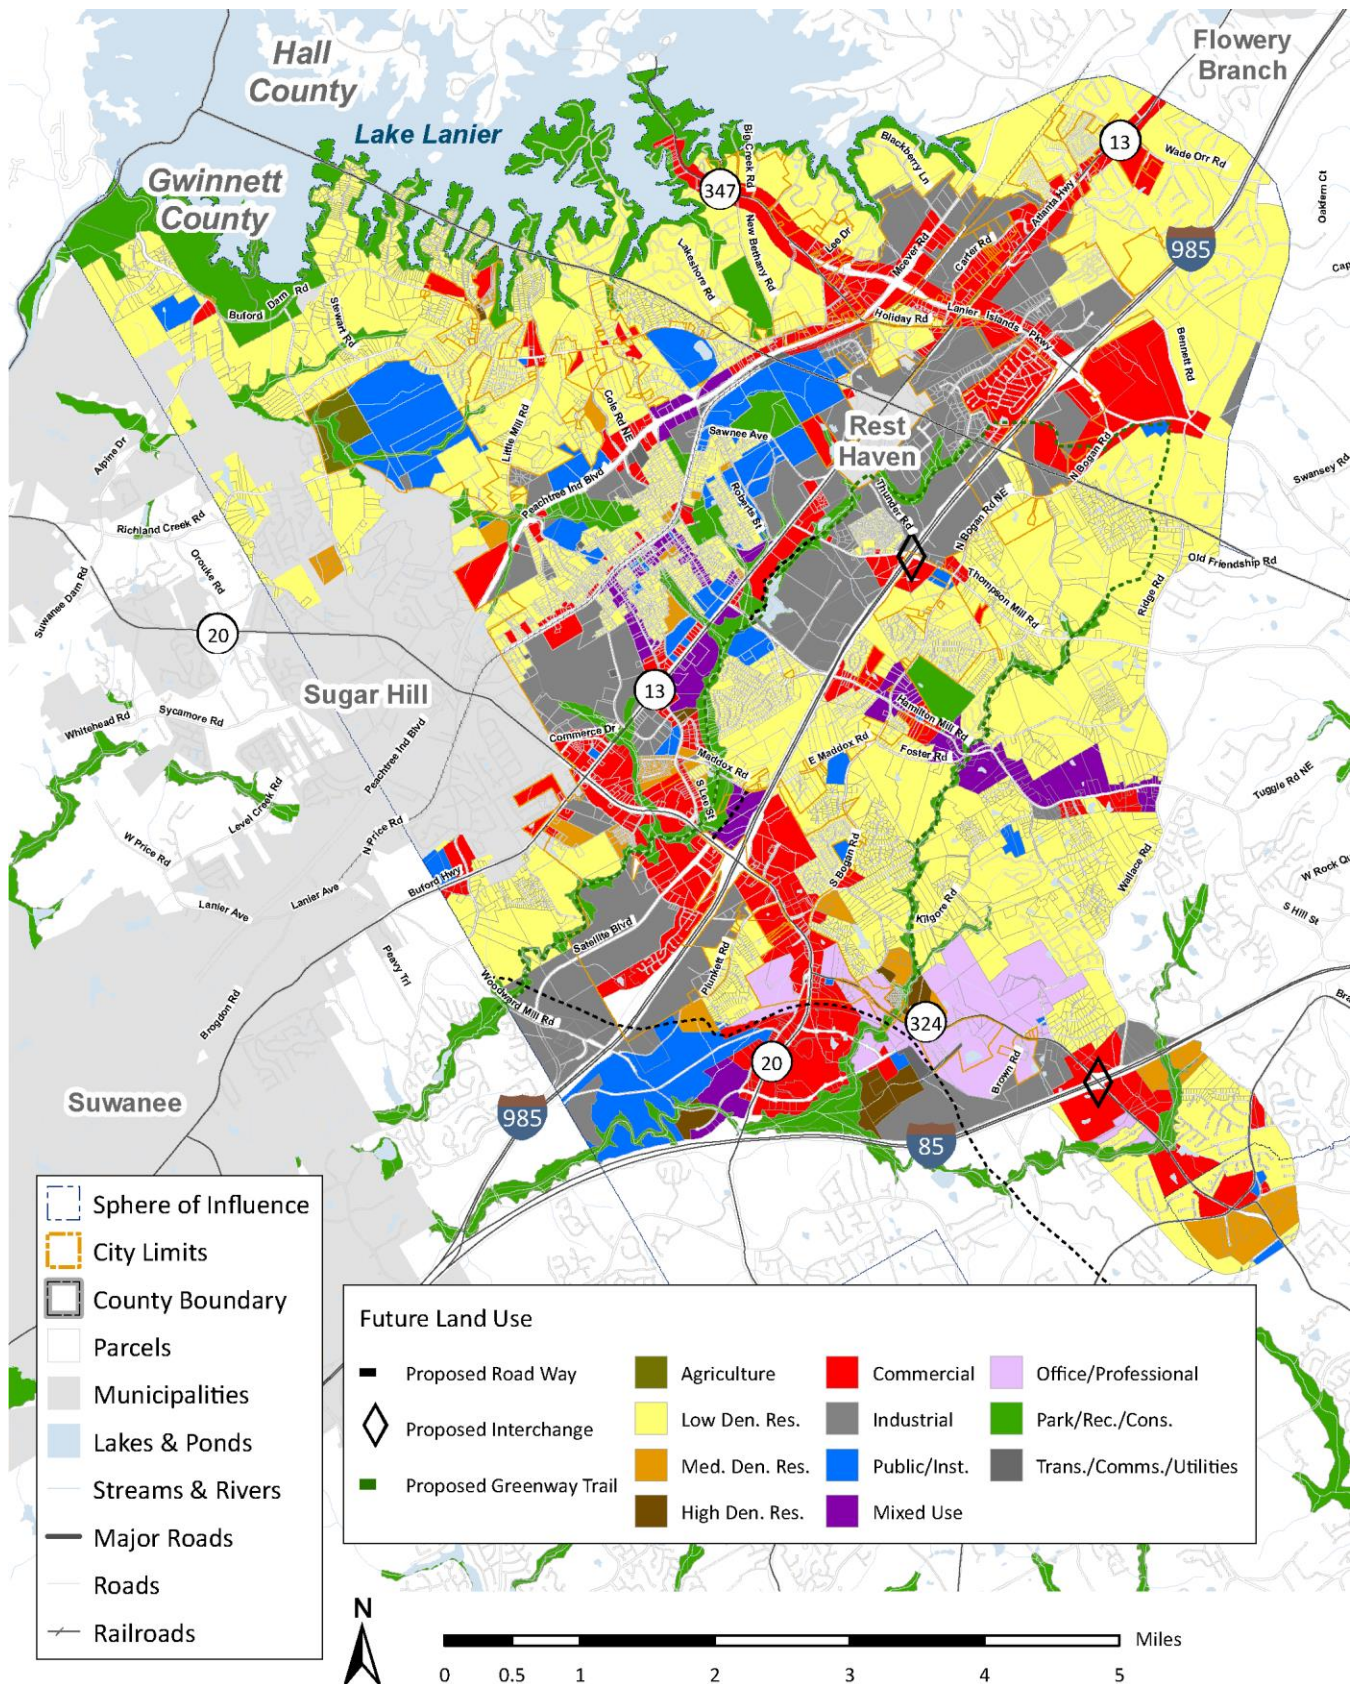 Hall
County
Flowery
Branch
Lake Lanier
Gwinnett
County
Big Creek Rd
Blackberry Ln
13
Wade Orr Rd
347
Atlanta Hwy
Oakfern Ct
985
Lee Dr
Mcever Rd
Carter Rd
New Bethany Rd
Lakeshore Rd
Cap
Buford Dam Rd
Stewart Rd
Holiday Rd
Lanier Islands Pkwy
Bennett Rd
Cole Rd NE
Little Mill Rd
Sawnee Ave
Rest
Haven
Alpine Dr
N Bogan Rd
Swansey Rd
Peachtree Ind Blvd
Roberts St
Thunder Rd
N Bogan Rd NE
Richland Creek Rd
Orouke Rd
Suwanee Dam Rd
Old Friendship Rd
Thompson Mill Rd
Ridge Rd
20
Sugar Hill
13
Whitehead Rd
Sycamore Rd
Hamilton Mill Rd
Commerce Dr
Peachtree Ind Blvd
Maddox Rd
E Maddox Rd
Foster Rd
Tuggle Rd NE
S Lee St
Level Creek Rd
W Price Rd
N Price Rd
Wallace Rd
S Bogan Rd
W Rock Qu
Buford Hwy
Lanier Ave
Lanier Ave
Kilgore Rd
S Hill St
Satellite Blvd
Peavy Trl
Plunkett Rd
Woodward Mill Rd
Bra
Brogdon Rd
324
20
Brown Rd
Suwanee
985
85
Sphere of Influence
City Limits
County Boundary
Parcels
Municipalities
Lakes & Ponds
Streams & Rivers
Major Roads
Roads
Railroads
Future Land Use
Proposed Road Way
Proposed Interchange
Proposed Greenway Trail
Agriculture
Low Den. Res.
Med. Den. Res.
High Den. Res.
Commercial
Industrial
Public/Inst.
Mixed Use
Office/Professional
Park/Rec./Cons.
Trans./Comms./Utilities
N
Miles
0 0.5 1 2 3 4 5